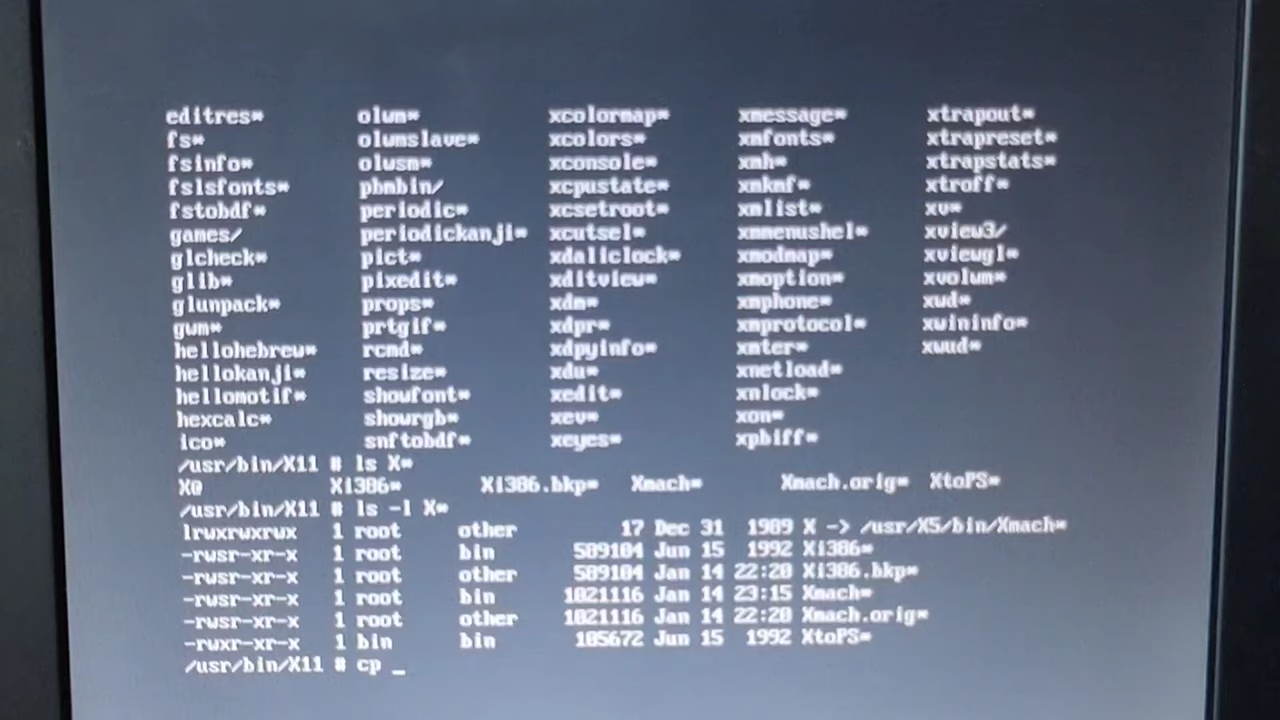 editres* olwm* xcolormap* xmessage* xtrapout*
fs* olwmslave* xcolors* xmfonts* xtrapreset*
fsinfo* olwsm* xconsole* xmh* xtrapstats*
fslsfonts* pbmbin/ xcpustate* xmkmf* xtroff*
fstobdf* periodic* xcsetroot* xmlist* xv*
games/ periodickanji* xcutsel* xmmenushel* xview3/
glcheck* pict* xdaliclock* xmodmap* xviewgl*
glib* pixedit* xditview* xmoption* xvolum*
glunpack* props* xdm* xmphone* xwd*
gwm* prtgif* xdpr* xmprotocol* xwininfo*
hellohebrew* rcmd* xdpyinfo* xmter* xwud*
hellokanji* resize* xdu* xnetload*
hellomotif* showfont* xedit* xnlock*
hexcalc* showrgb* xev* xon*
ico* snftobdf* xeyes* xpbiff*
/usr/bin/X11 # ls X*
X@ Xi386* Xi386.bkp* Xmach* Xmach.orig* XtoPS*
/usr/bin/X11 # ls -l X*
lrwxrwxrwx 1 root other 17 Dec 31 1989 X -> /usr/X5/bin/Xmach*
-rwsr-xr-x 1 root bin 589104 Jun 15 1992 Xi386*
-rwsr-xr-x 1 root other 589104 Jan 14 22:20 Xi386.bkp*
-rwsr-xr-x 1 root bin 1021116 Jan 14 23:15 Xmach*
-rwsr-xr-x 1 root other 1021116 Jan 14 22:20 Xmach.orig*
-rwxr-xr-x 1 bin bin 105672 Jun 15 1992 XtoPS*
/usr/bin/X11 # cp _